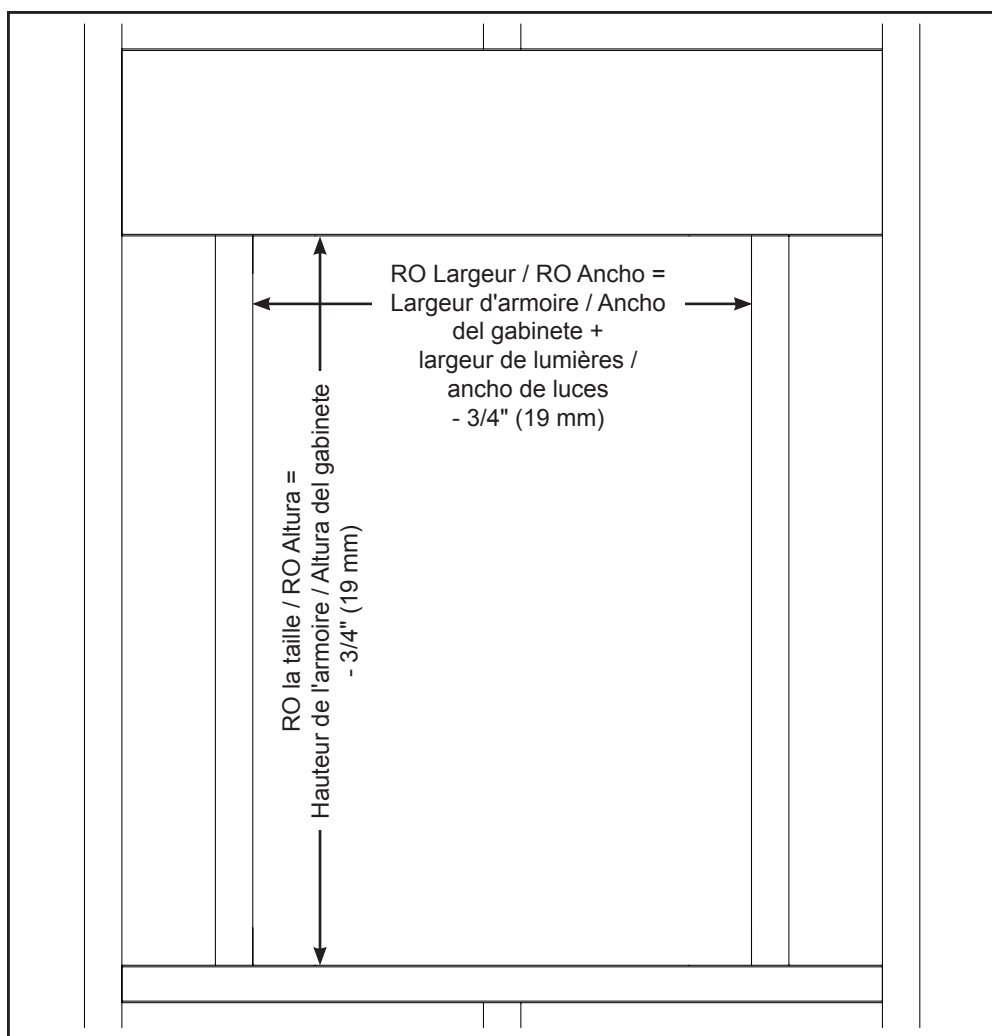 RO Largeur / RO Ancho =
Largeur d'armoire / Ancho
del gabinete +
largeur de lumières /
ancho de luces
- 3/4" (19 mm)
RO la taille / RO Altura =
Hauteur de l'armoire / Altura del gabinete
- 3/4" (19 mm)